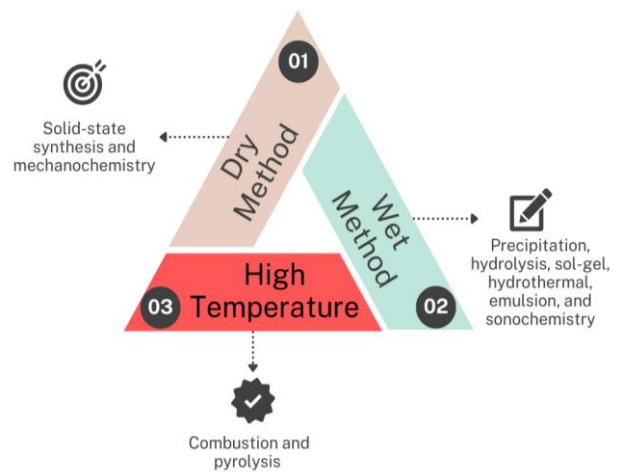 01
Dry
Method
Solid-state
synthesis and
mechanochemistry
Wet
Method
02
Precipitation,
hydrolysis, sol-gel,
hydrothermal,
emulsion, and
sonochemistry
High
Temperature
03
Combustion and
pyrolysis